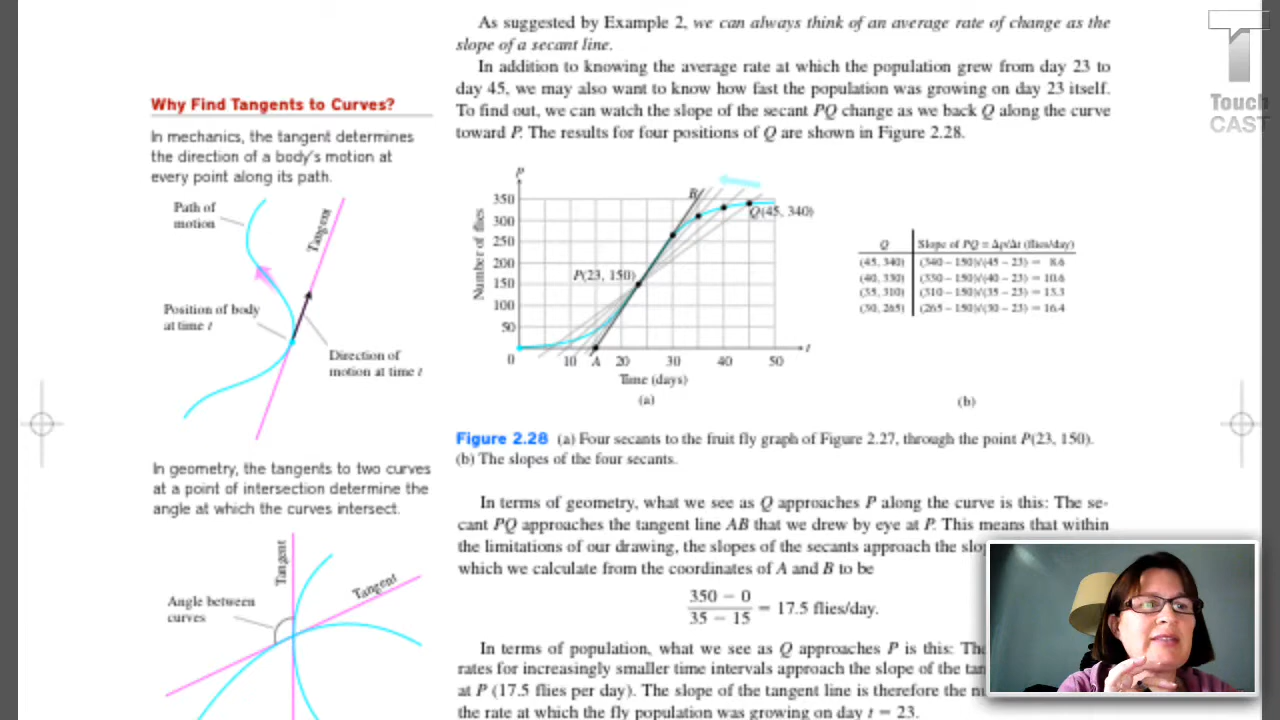 As suggested by Example 2, we can always think of an average rate of change as the
slope of a secant line.
In addition to knowing the average rate at which the population grew from day 23 to
day 45, we may also want to know how fast the population was growing on day 23 itself.
To find out, we can watch the slope of the secant PQ change as we back Q along the curve
toward P. The results for four positions of Q are shown in Figure 2.28.
Touch
CAST
Why Find Tangents to Curves?
In mechanics, the tangent determines
the direction of a body's motion at
every point along its path.
Path of
motion
Tangent
Position of body
at time t
Direction of
motion at time t
In geometry, the tangents to two curves
at a point of intersection determine the
angle at which the curves intersect.
Tangent
Tangent
Angle between
curves
P
350
300
250
200
150
100
50
0
Number of flies
B
Q(45, 340)
P(23, 150)
10 A 20 30 40 50
t
Time (days)
(a)
Q Slope of PQ = Δp/Δt (flies/day)
(45, 340) (340 − 150)/(45 − 23) = 8.6
(40, 330) (330 − 150)/(40 − 23) = 10.6
(35, 310) (310 − 150)/(35 − 23) = 13.3
(30, 265) (265 − 150)/(30 − 23) = 16.4
(b)
Figure 2.28 (a) Four secants to the fruit fly graph of Figure 2.27, through the point P(23, 150).
(b) The slopes of the four secants.
In terms of geometry, what we see as Q approaches P along the curve is this: The se-
cant PQ approaches the tangent line AB that we drew by eye at P. This means that within
the limitations of our drawing, the slopes of the secants approach the
which we calculate from the coordinates of A and B to be
350 − 0
35 − 15
= 17.5 flies/day.
In terms of population, what we see as Q approaches P is this:
rates for increasingly smaller time intervals approach the slope of the
at P (17.5 flies per day). The slope of the tangent line is therefore the
the rate at which the fly population was growing on day t = 23.